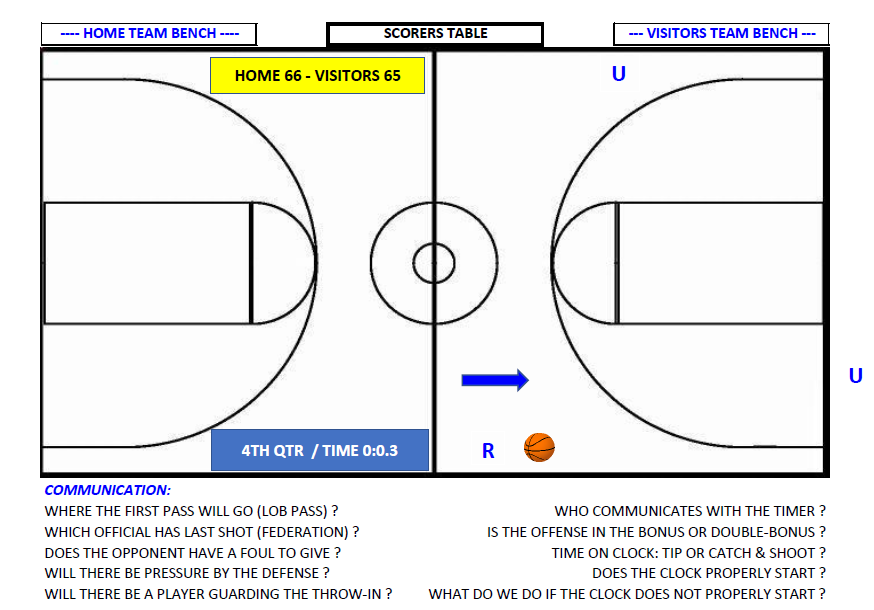 ---- HOME TEAM BENCH ----
SCORERS TABLE
--- VISITORS TEAM BENCH ---
HOME 66 - VISITORS 65
U
U
4TH QTR / TIME 0:0.3
R
COMMUNICATION:
WHERE THE FIRST PASS WILL GO (LOB PASS) ?
WHICH OFFICIAL HAS LAST SHOT (FEDERATION) ?
DOES THE OPPONENT HAVE A FOUL TO GIVE ?
WILL THERE BE PRESSURE BY THE DEFENSE ?
WILL THERE BE A PLAYER GUARDING THE THROW-IN ?
WHO COMMUNICATES WITH THE TIMER ?
IS THE OFFENSE IN THE BONUS OR DOUBLE-BONUS ?
TIME ON CLOCK: TIP OR CATCH & SHOOT ?
DOES THE CLOCK PROPERLY START ?
WHAT DO WE DO IF THE CLOCK DOES NOT PROPERLY START ?